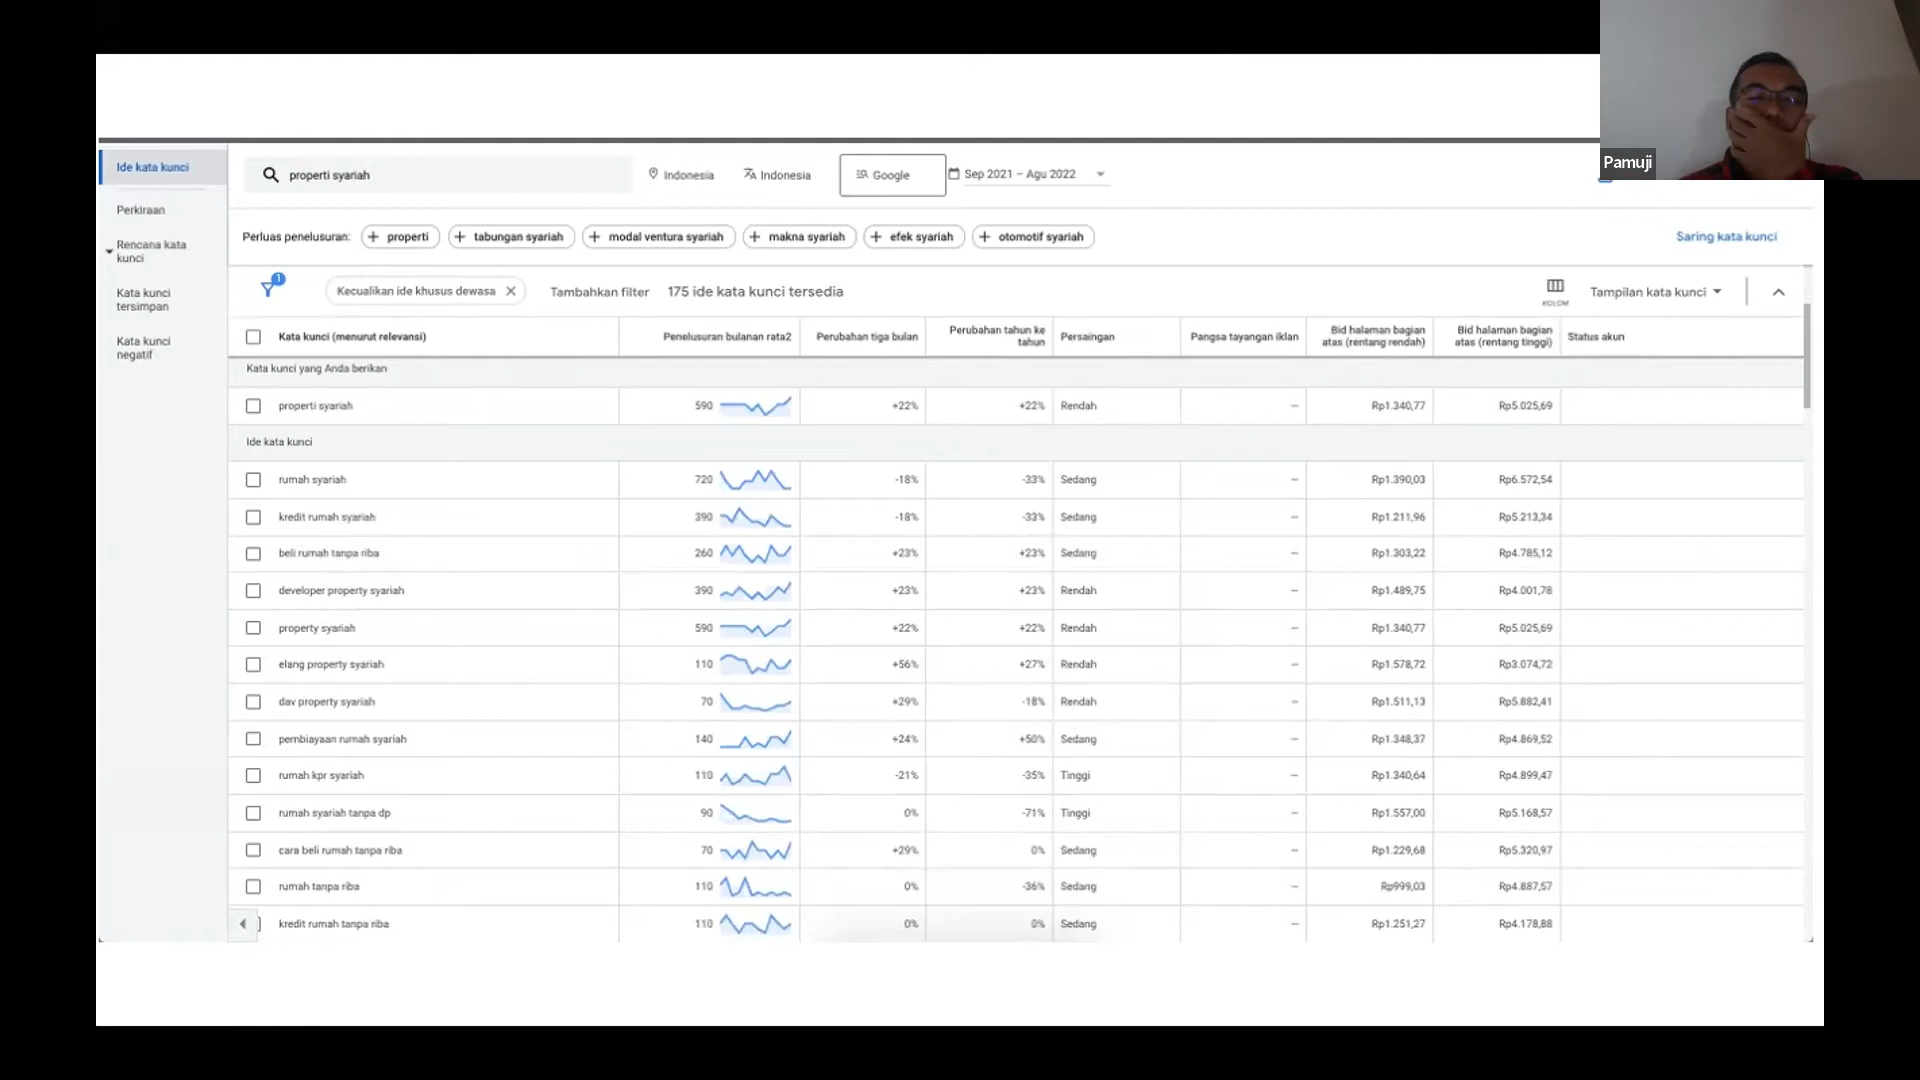 Pamuji
Ide kata kunci
Perkiraan
Rencana kata
kunci
Kata kunci
tersimpan
Kata kunci
negatif
properti syariah
Indonesia
Indonesia
Google
Sep 2021 – Agu 2022
Perluas penelusuran:
properti
tabungan syariah
modal ventura syariah
makna syariah
efek syariah
otomotif syariah
Saring kata kunci
1
Kecualikan ide khusus dewasa
Tambahkan filter
175 ide kata kunci tersedia
KOLOM
Tampilan kata kunci
Kata kunci (menurut relevansi) Penelusuran bulanan rata2 Perubahan tiga bulan Perubahan tahun ke tahun Persaingan Pangsa tayangan iklan Bid halaman bagian atas (rentang rendah) Bid halaman bagian atas (rentang tinggi) Status akun
Kata kunci yang Anda berikan
properti syariah 590 +22% +22% Rendah – Rp1.340,77 Rp5.025,69
Ide kata kunci
rumah syariah 720 -18% -33% Sedang – Rp1.390,03 Rp6.572,54
kredit rumah syariah 390 -18% -33% Sedang – Rp1.211,96 Rp5.213,34
beli rumah tanpa riba 260 +23% +23% Sedang – Rp1.303,22 Rp4.785,12
developer property syariah 390 +23% +23% Rendah – Rp1.489,75 Rp4.001,78
property syariah 590 +22% +22% Rendah – Rp1.340,77 Rp5.025,69
elang property syariah 110 +56% +27% Rendah – Rp1.578,72 Rp3.074,72
dav property syariah 70 +29% -18% Rendah – Rp1.511,13 Rp5.882,41
pembiayaan rumah syariah 140 +24% +50% Sedang – Rp1.348,37 Rp4.869,52
rumah kpr syariah 110 -21% -35% Tinggi – Rp1.340,64 Rp4.899,47
rumah syariah tanpa dp 90 0% -71% Tinggi – Rp1.557,00 Rp5.168,57
cara beli rumah tanpa riba 70 +29% 0% Sedang – Rp1.229,68 Rp5.320,97
rumah tanpa riba 110 0% -36% Sedang – Rp999,03 Rp4.887,57
kredit rumah tanpa riba 110 0% 0% Sedang – Rp1.251,27 Rp4.178,88